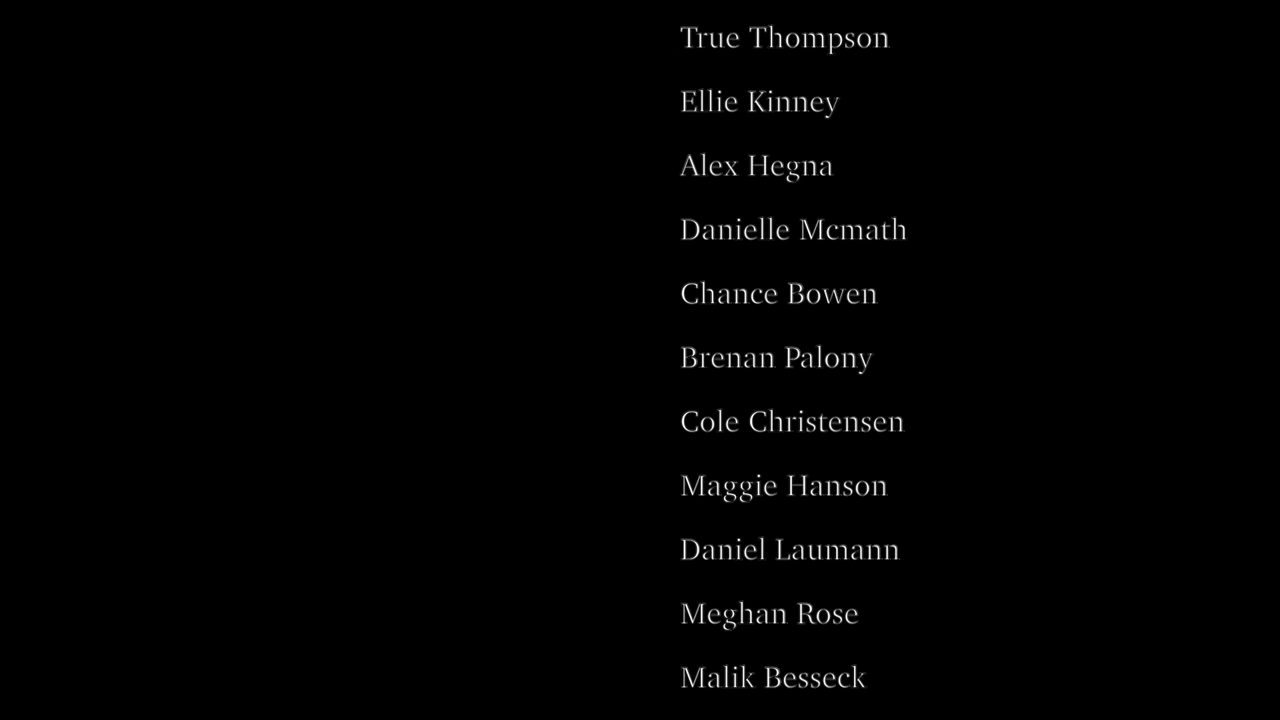 True Thompson
Ellie Kinney
Alex Hegna
Danielle Mcmath
Chance Bowen
Brenan Palony
Cole Christensen
Maggie Hanson
Daniel Laumann
Meghan Rose
Malik Besseck